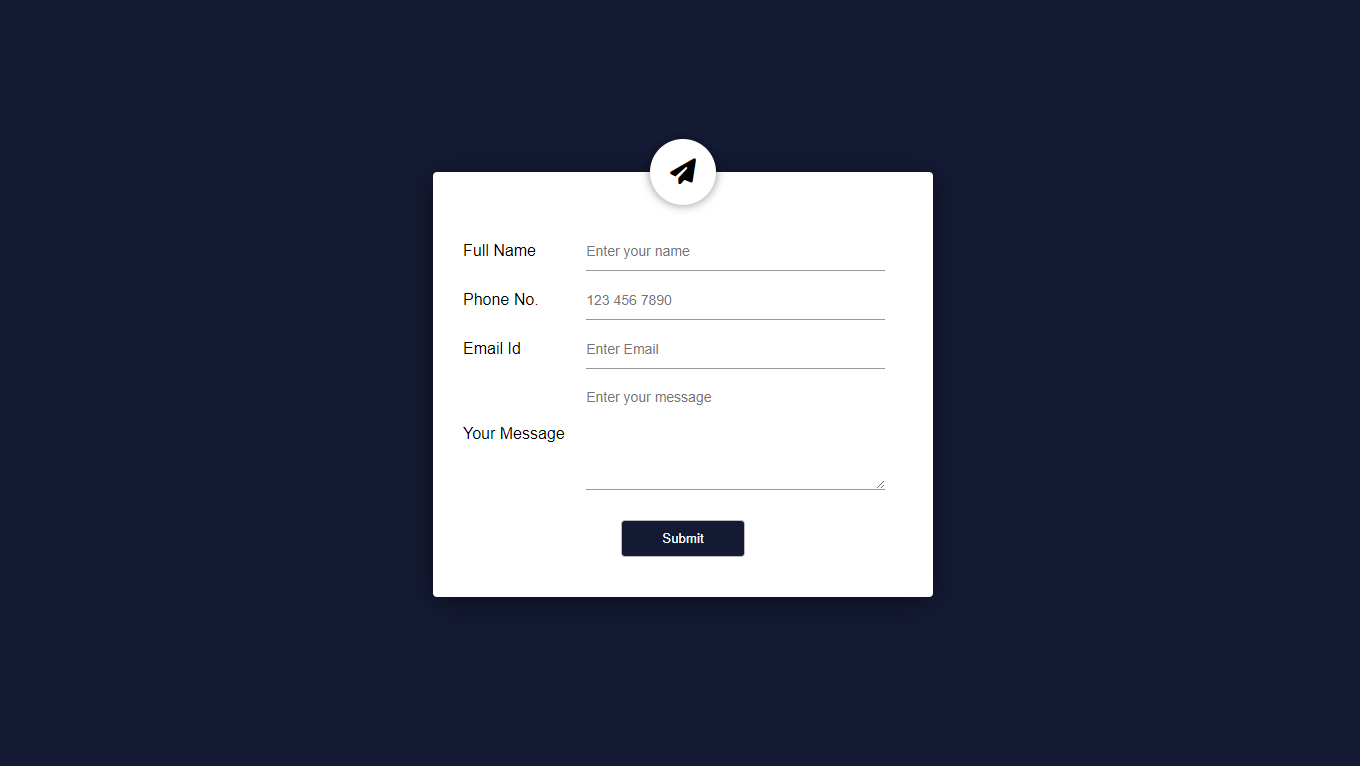 Full Name Enter your name
Phone No. 123 456 7890
Email Id Enter Email
Enter your message
Your Message
Submit